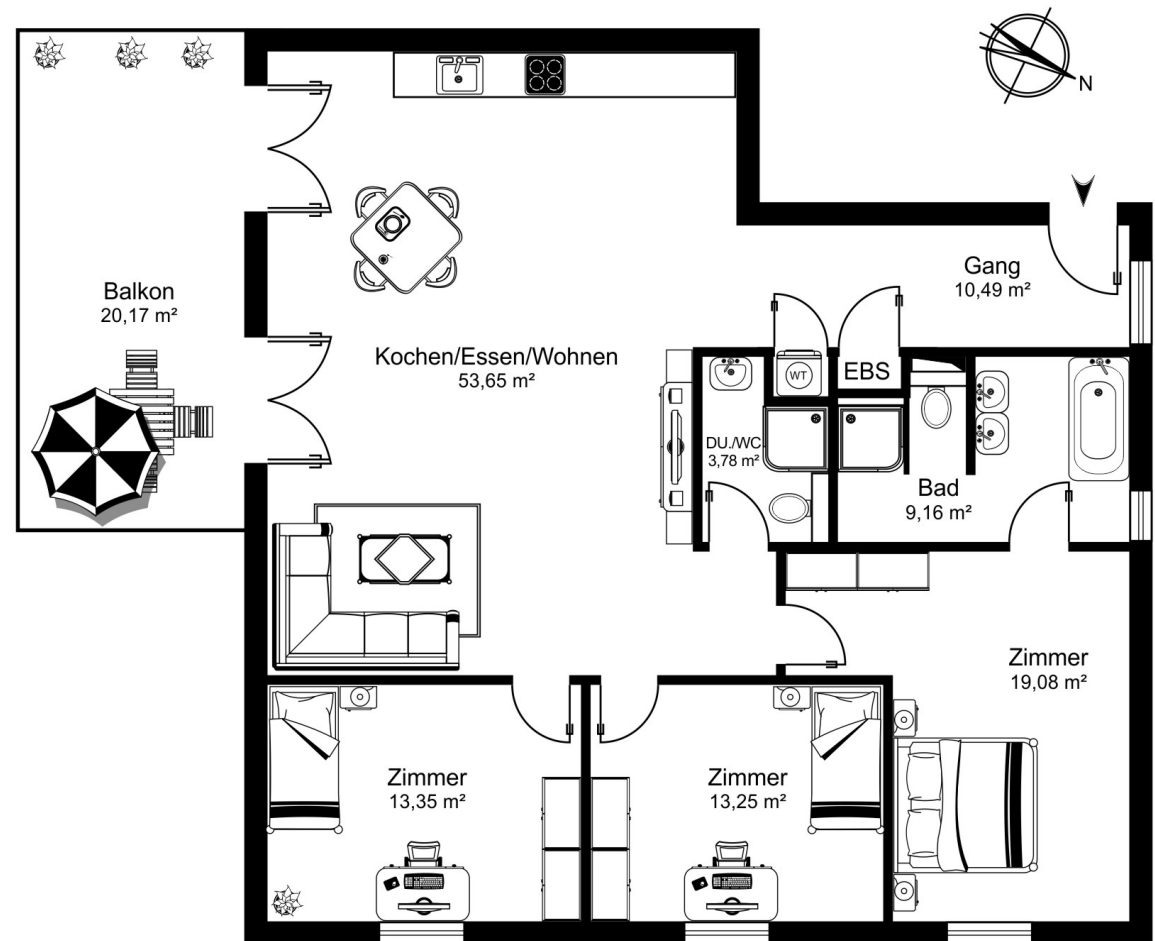 N
Gang
10,49 m²
Balkon
20,17 m²
Kochen/Essen/Wohnen
53,65 m²
WT
EBS
DU./WC
3,78 m²
Bad
9,16 m²
Zimmer
19,08 m²
Zimmer
13,35 m²
Zimmer
13,25 m²